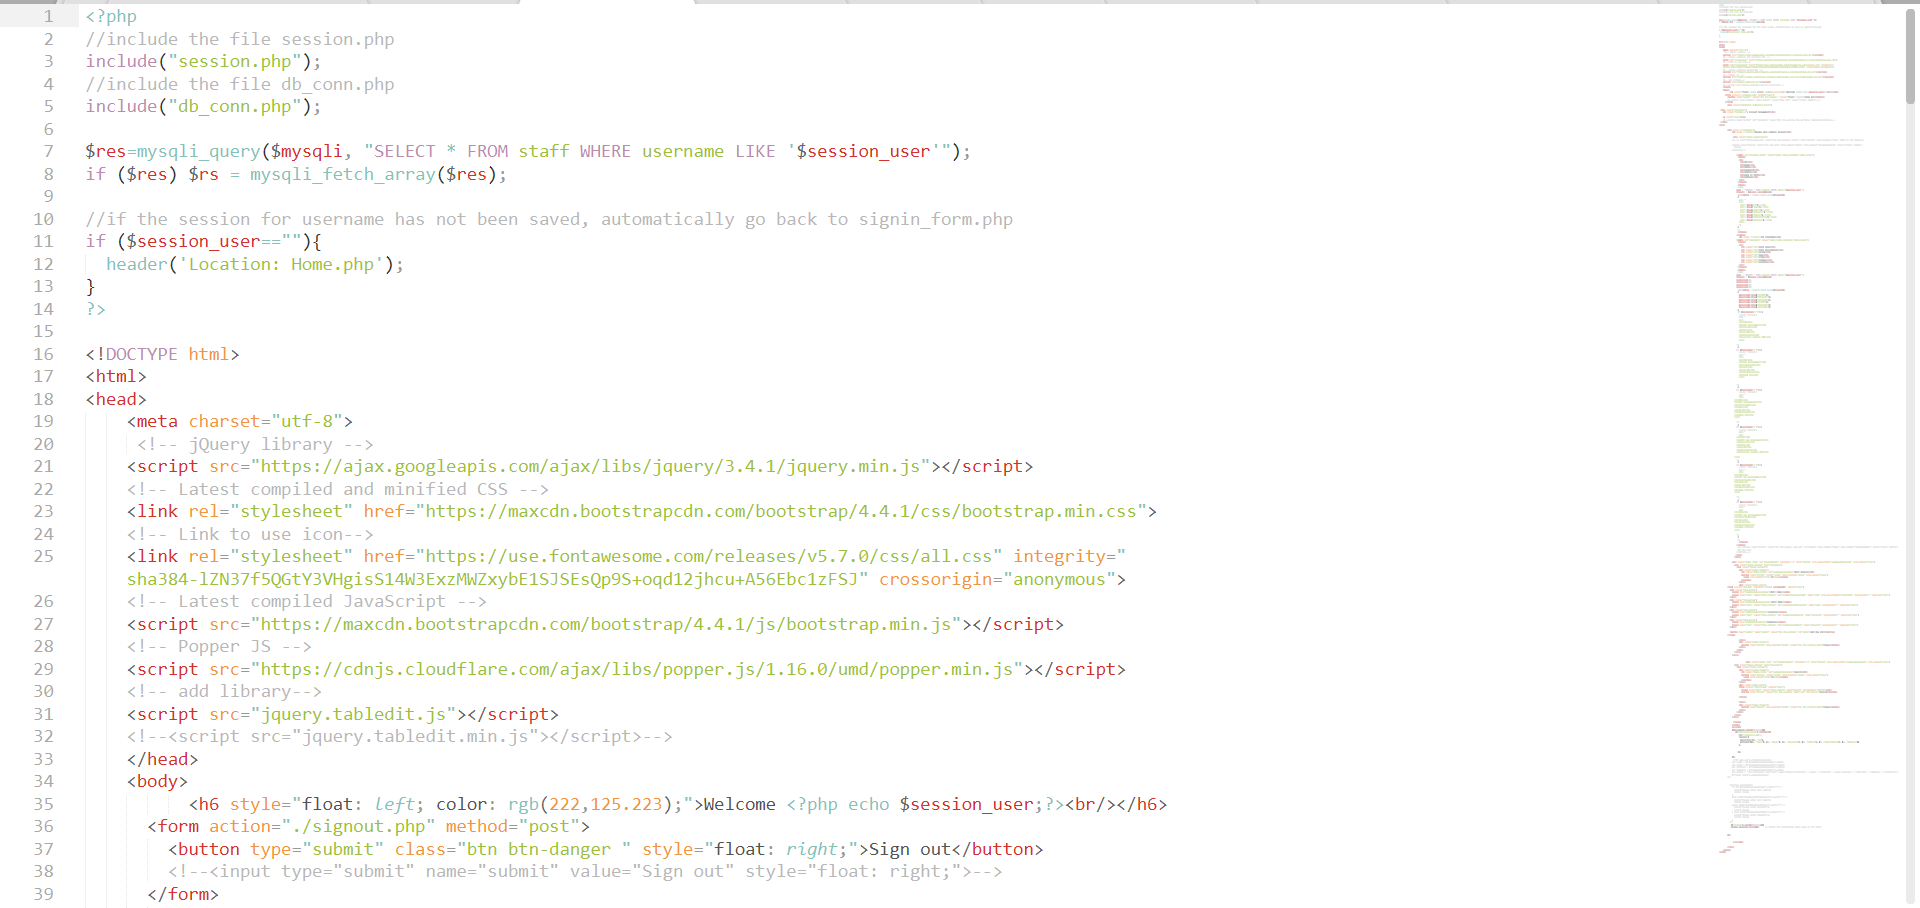 1 <?php
2 //include the file session.php
3 include("session.php");
4 //include the file db_conn.php
5 include("db_conn.php");
6
7 $res=mysqli_query($mysqli, "SELECT * FROM staff WHERE username LIKE '$session_user'");
8 if ($res) $rs = mysqli_fetch_array($res);
9
10 //if the session for username has not been saved, automatically go back to signin_form.php
11 if ($session_user==""){
12 header('Location: Home.php');
13 }
14 ?>
15
16 <!DOCTYPE html>
17 <html>
18 <head>
19 <meta charset="utf-8">
20 <!-- jQuery library -->
21 <script src="https://ajax.googleapis.com/ajax/libs/jquery/3.4.1/jquery.min.js"></script>
22 <!-- Latest compiled and minified CSS -->
23 <link rel="stylesheet" href="https://maxcdn.bootstrapcdn.com/bootstrap/4.4.1/css/bootstrap.min.css">
24 <!-- Link to use icon-->
25 <link rel="stylesheet" href="https://use.fontawesome.com/releases/v5.7.0/css/all.css" integrity="
sha384-lZN37f5QGtY3VHgisS14W3ExzMWZxybE1SJSEsQp9S+oqd12jhcu+A56Ebc1zFSJ" crossorigin="anonymous">
26 <!-- Latest compiled JavaScript -->
27 <script src="https://maxcdn.bootstrapcdn.com/bootstrap/4.4.1/js/bootstrap.min.js"></script>
28 <!-- Popper JS -->
29 <script src="https://cdnjs.cloudflare.com/ajax/libs/popper.js/1.16.0/umd/popper.min.js"></script>
30 <!-- add library-->
31 <script src="jquery.tabledit.js"></script>
32 <!--<script src="jquery.tabledit.min.js"></script>-->
33 </head>
34 <body>
35 <h6 style="float: left; color: rgb(222,125.223);">Welcome <?php echo $session_user;?><br/></h6>
36 <form action="./signout.php" method="post">
37 <button type="submit" class="btn btn-danger " style="float: right;">Sign out</button>
38 <!--<input type="submit" name="submit" value="Sign out" style="float: right;">-->
39 </form>